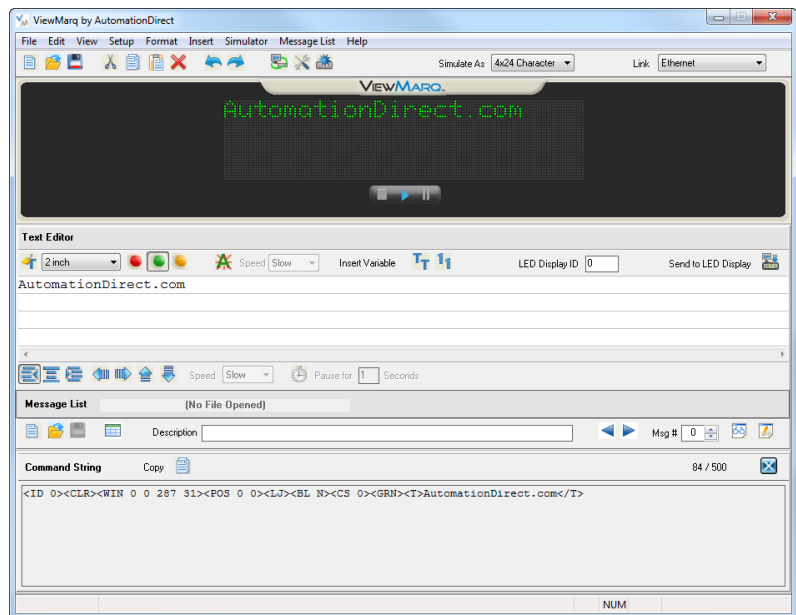 ViewMarq by AutomationDirect
File Edit View Setup Format Insert Simulator Message List Help
Simulate As 4x24 Character Link Ethernet
VIEWMARQ
AutomationDirect.com
Text Editor
2 inch Speed Slow Insert Variable LED Display ID 0 Send to LED Display
AutomationDirect.com
Speed Slow Pause for 1 Seconds
Message List (No File Opened)
Description Msg # 0
Command String Copy 84 / 500
<ID 0><CLR><WIN 0 0 287 31><POS 0 0><LJ><BL N><CS 0><GRN><T>AutomationDirect.com</T>
NUM